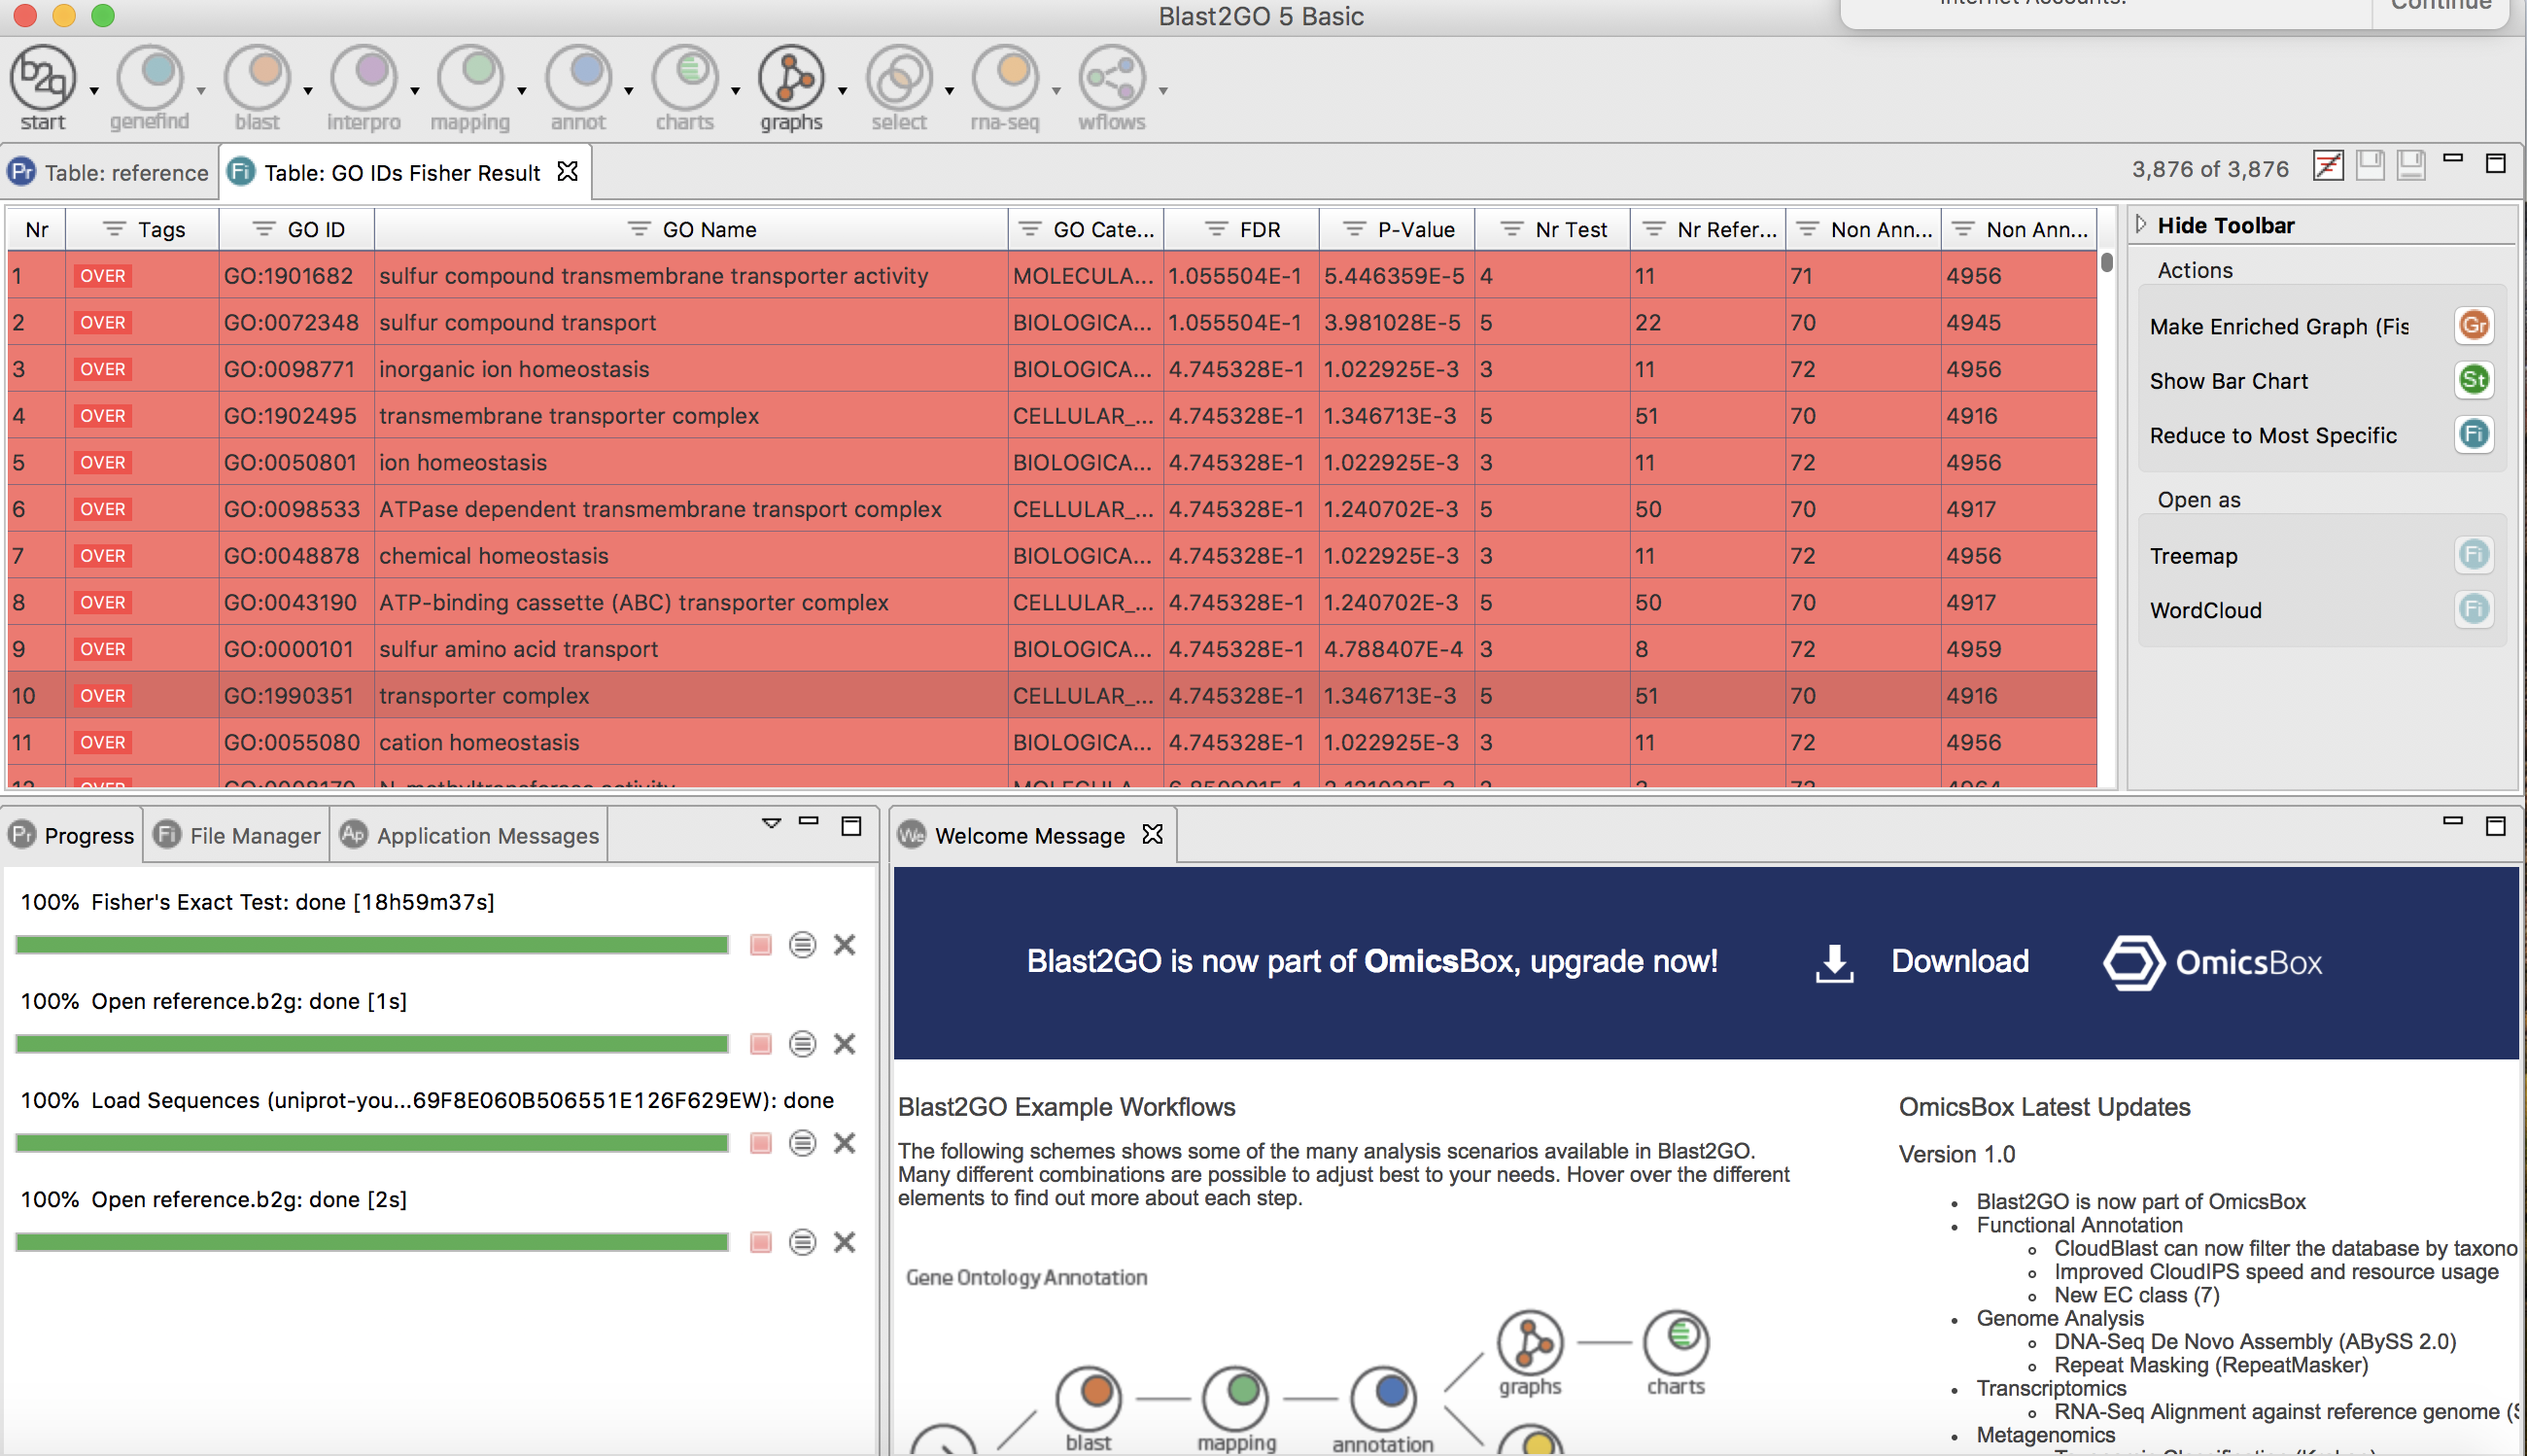 Blast2GO 5 Basic
Internet Accounts.
Continue
b2g
start genefind blast interpro mapping annot charts graphs select rna-seq wflows
Pr Table: reference Fi Table: GO IDs Fisher Result
3,876 of 3,876
Nr Tags GO ID GO Name GO Cate... FDR P-Value Nr Test Nr Refer... Non Ann... Non Ann...
1 OVER GO:1901682 sulfur compound transmembrane transporter activity MOLECULA... 1.055504E-1 5.446359E-5 4 11 71 4956
2 OVER GO:0072348 sulfur compound transport BIOLOGICA... 1.055504E-1 3.981028E-5 5 22 70 4945
3 OVER GO:0098771 inorganic ion homeostasis BIOLOGICA... 4.745328E-1 1.022925E-3 3 11 72 4956
4 OVER GO:1902495 transmembrane transporter complex CELLULAR_... 4.745328E-1 1.346713E-3 5 51 70 4916
5 OVER GO:0050801 ion homeostasis BIOLOGICA... 4.745328E-1 1.022925E-3 3 11 72 4956
6 OVER GO:0098533 ATPase dependent transmembrane transport complex CELLULAR_... 4.745328E-1 1.240702E-3 5 50 70 4917
7 OVER GO:0048878 chemical homeostasis BIOLOGICA... 4.745328E-1 1.022925E-3 3 11 72 4956
8 OVER GO:0043190 ATP-binding cassette (ABC) transporter complex CELLULAR_... 4.745328E-1 1.240702E-3 5 50 70 4917
9 OVER GO:0000101 sulfur amino acid transport BIOLOGICA... 4.745328E-1 4.788407E-4 3 8 72 4959
10 OVER GO:1990351 transporter complex CELLULAR_... 4.745328E-1 1.346713E-3 5 51 70 4916
11 OVER GO:0055080 cation homeostasis BIOLOGICA... 4.745328E-1 1.022925E-3 3 11 72 4956
Hide Toolbar
Actions
Make Enriched Graph (Fis Gr
Show Bar Chart St
Reduce to Most Specific Fi
Open as
Treemap Fi
WordCloud Fi
Pr Progress Fi File Manager Ap Application Messages
100% Fisher's Exact Test: done [18h59m37s]
100% Open reference.b2g: done [1s]
100% Load Sequences (uniprot-you...69F8E060B506551E126F629EW): done
100% Open reference.b2g: done [2s]
We Welcome Message
Blast2GO is now part of OmicsBox, upgrade now! Download OmicsBox
Blast2GO Example Workflows
The following schemes shows some of the many analysis scenarios available in Blast2GO.
Many different combinations are possible to adjust best to your needs. Hover over the different
elements to find out more about each step.
Gene Ontology Annotation
graphs charts
blast mapping annotation
OmicsBox Latest Updates
Version 1.0
Blast2GO is now part of OmicsBox
Functional Annotation
CloudBlast can now filter the database by taxono
Improved CloudIPS speed and resource usage
New EC class (7)
Genome Analysis
DNA-Seq De Novo Assembly (ABySS 2.0)
Repeat Masking (RepeatMasker)
Transcriptomics
RNA-Seq Alignment against reference genome (S
Metagenomics